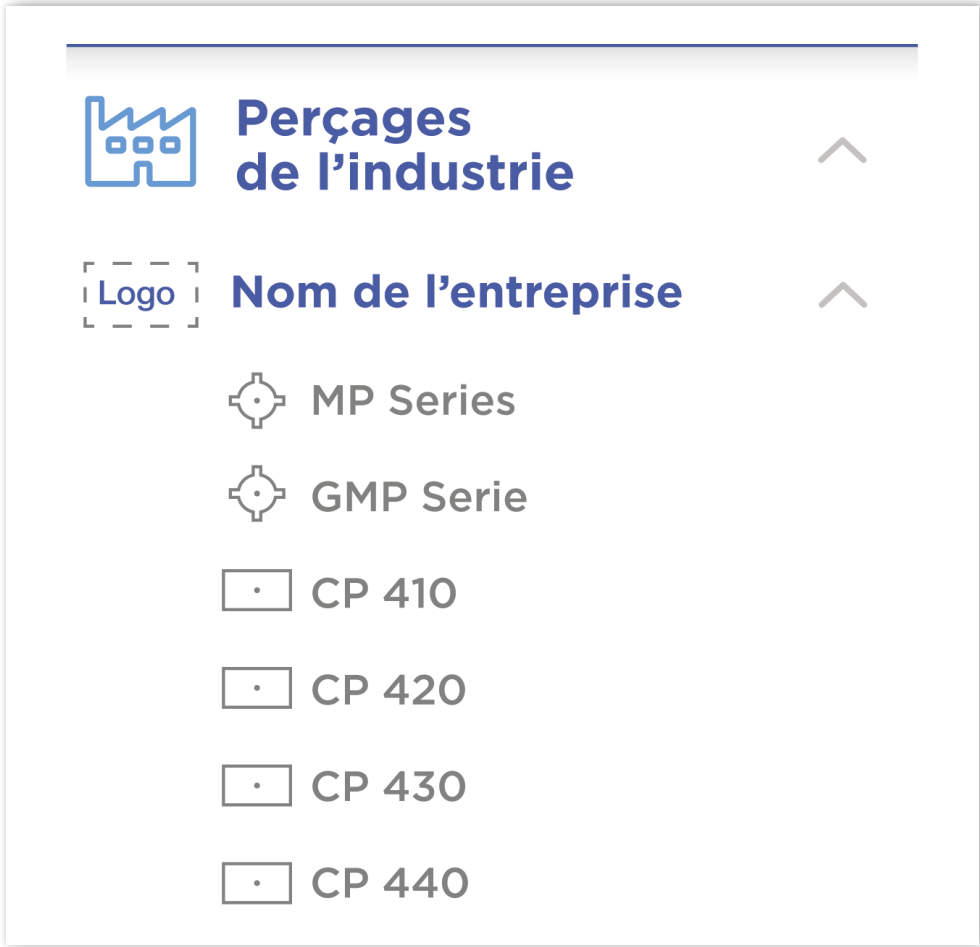 Perçages
de l’industrie
Logo Nom de l’entreprise
MP Series
GMP Serie
CP 410
CP 420
CP 430
CP 440